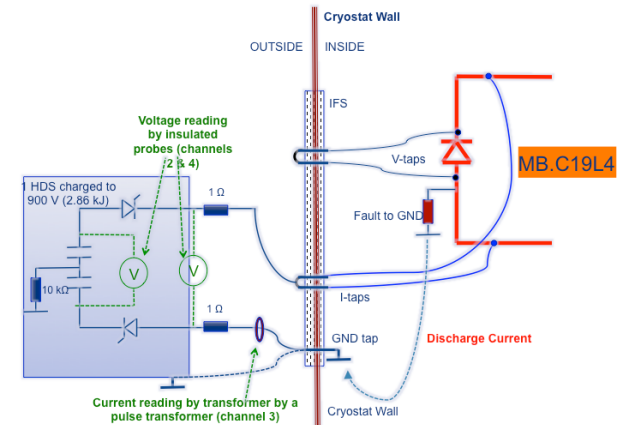 Cryostat Wall
OUTSIDE
INSIDE
IFS
Voltage reading
by insulated
probes (channels
2 & 4)
V-taps
MB.C19L4
1 HDS charged to
900 V (2.86 kJ)
1 Ω
Fault to GND
V
V
10 kΩ
I-taps
1 Ω
GND tap
Discharge Current
Current reading by transformer by a
pulse transformer (channel 3)
Cryostat Wall